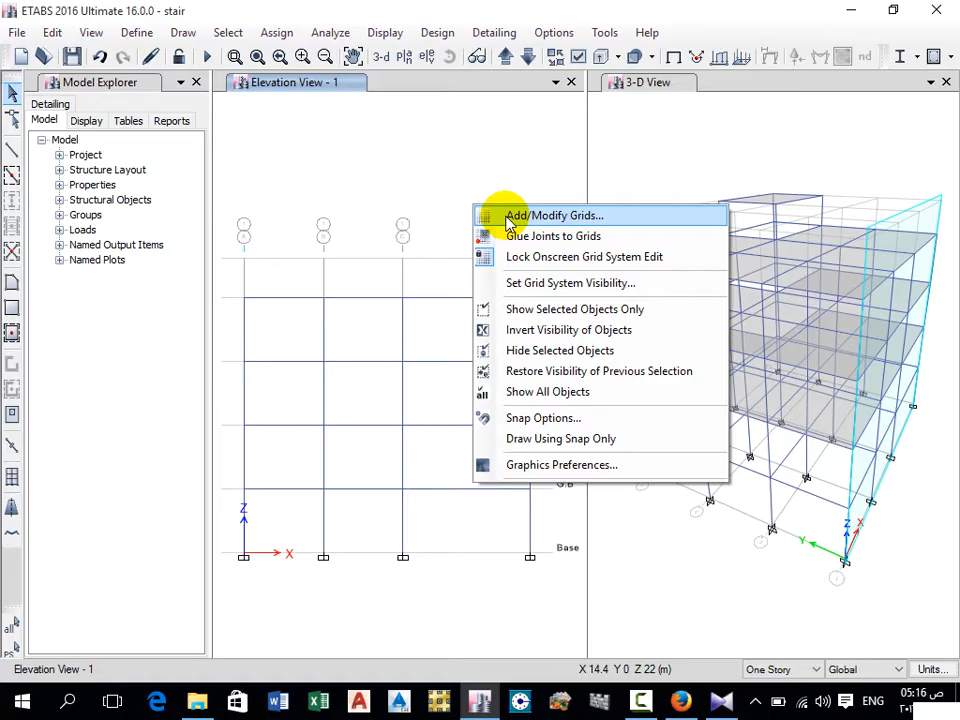 ETABS 2016 Ultimate 16.0.0 - stair
File Edit View Define Draw Select Assign Analyze Display Design Detailing Options Tools Help
3-d nd
Model Explorer
Elevation View - 1
3-D View
Detailing
Model Display Tables Reports
Model
Project
Structure Layout
Properties
Structural Objects
Groups
Loads
Named Output Items
Named Plots
A B C
Add/Modify Grids...
Glue Joints to Grids
Lock Onscreen Grid System Edit
Set Grid System Visibility...
Show Selected Objects Only
Invert Visibility of Objects
Hide Selected Objects
Restore Visibility of Previous Selection
all Show All Objects
Snap Options...
Draw Using Snap Only
Graphics Preferences...
G.B
Z
X
Base
Z X
Y
all
ps
Elevation View - 1
X 14.4 Y 0 Z 22 (m)
One Story
Global
Units...
ENG
05:16 ص